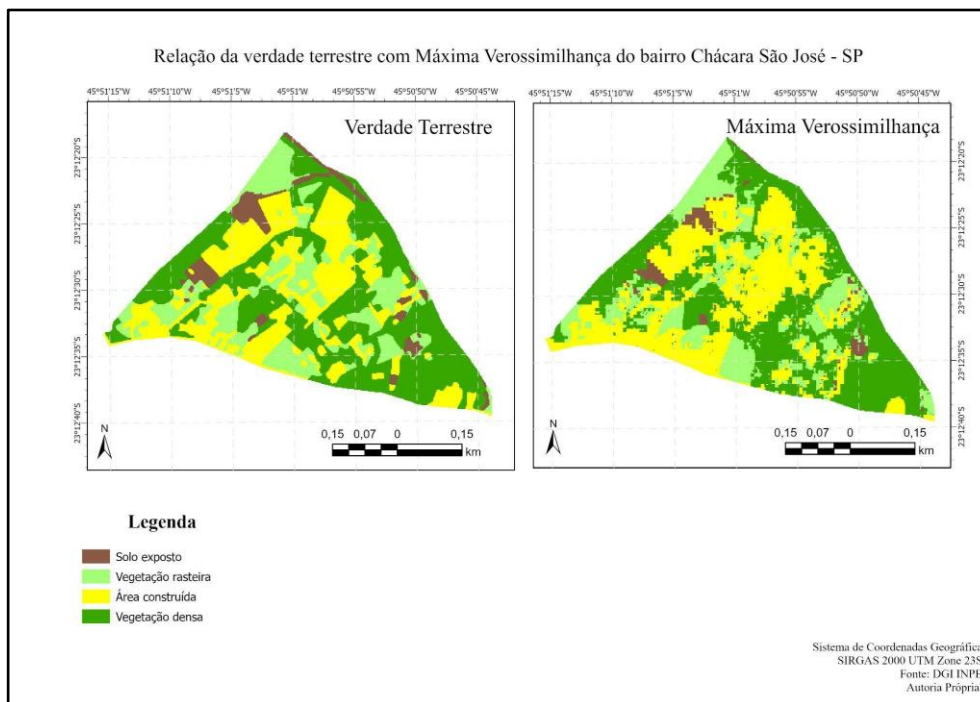 Relação da verdade terrestre com Máxima Verossimilhança do bairro Chácara São José - SP
45°51'15"W 45°51'10"W 45°51'5"W 45°51'W 45°50'55"W 45°50'50"W 45°50'45"W
Verdade Terrestre
23°12'20"S
23°12'25"S
23°12'30"S
23°12'35"S
23°12'40"S
N
0,15 0,07 0 0,15
km
45°51'15"W 45°51'10"W 45°51'5"W 45°51'W 45°50'55"W 45°50'50"W 45°50'45"W
Máxima Verossimilhança
23°12'20"S
23°12'25"S
23°12'30"S
23°12'35"S
23°12'40"S
N
0,15 0,07 0 0,15
km
Legenda
Solo exposto
Vegetação rasteira
Área construída
Vegetação densa
Sistema de Coordenadas Geográfica
SIRGAS 2000 UTM Zone 23S
Fonte: DGI INPE
Autoria Própria